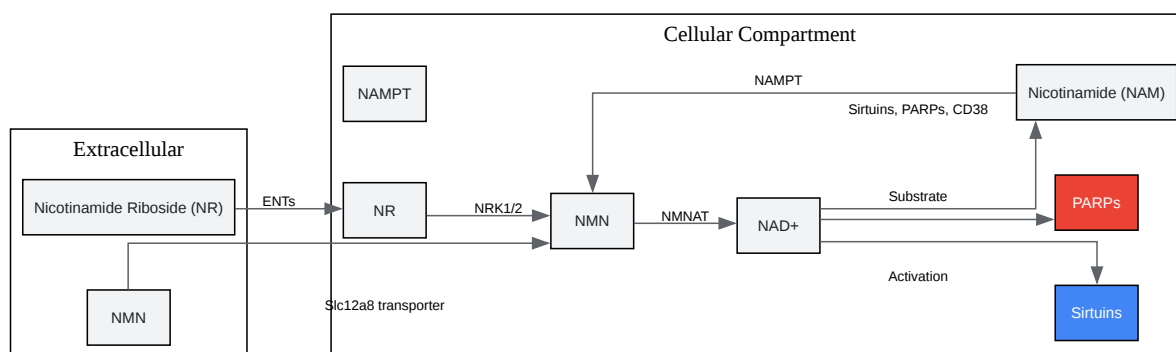 Cellular Compartment
NAMPT
NAMPT
Nicotinamide (NAM)
Sirtuins, PARPs, CD38
Extracellular
Nicotinamide Riboside (NR)
ENTs
NR
NRK1/2
NMN
NMNAT
NAD+
Substrate
PARPs
Activation
Slc12a8 transporter
NMN
Sirtuins